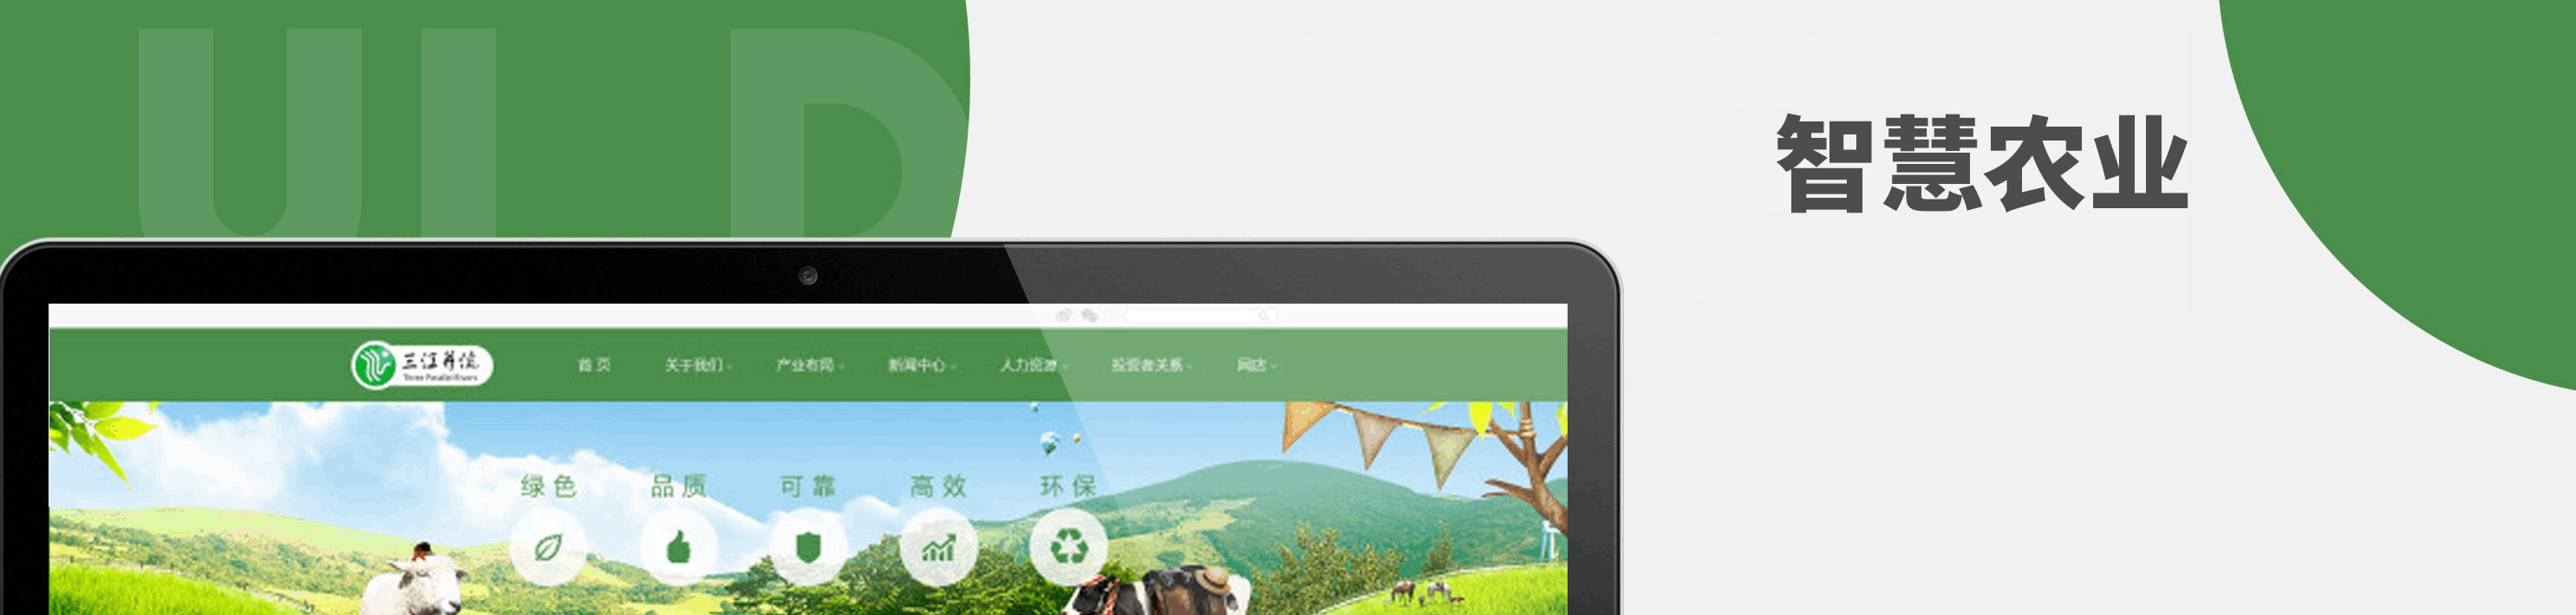 UI DESIGN
智慧农业
三江并流
Three Parallel Rivers
首页 关于我们 产业布局 新闻中心 人力资源 投资者关系 网店
绿色 品质 可靠 高效 环保